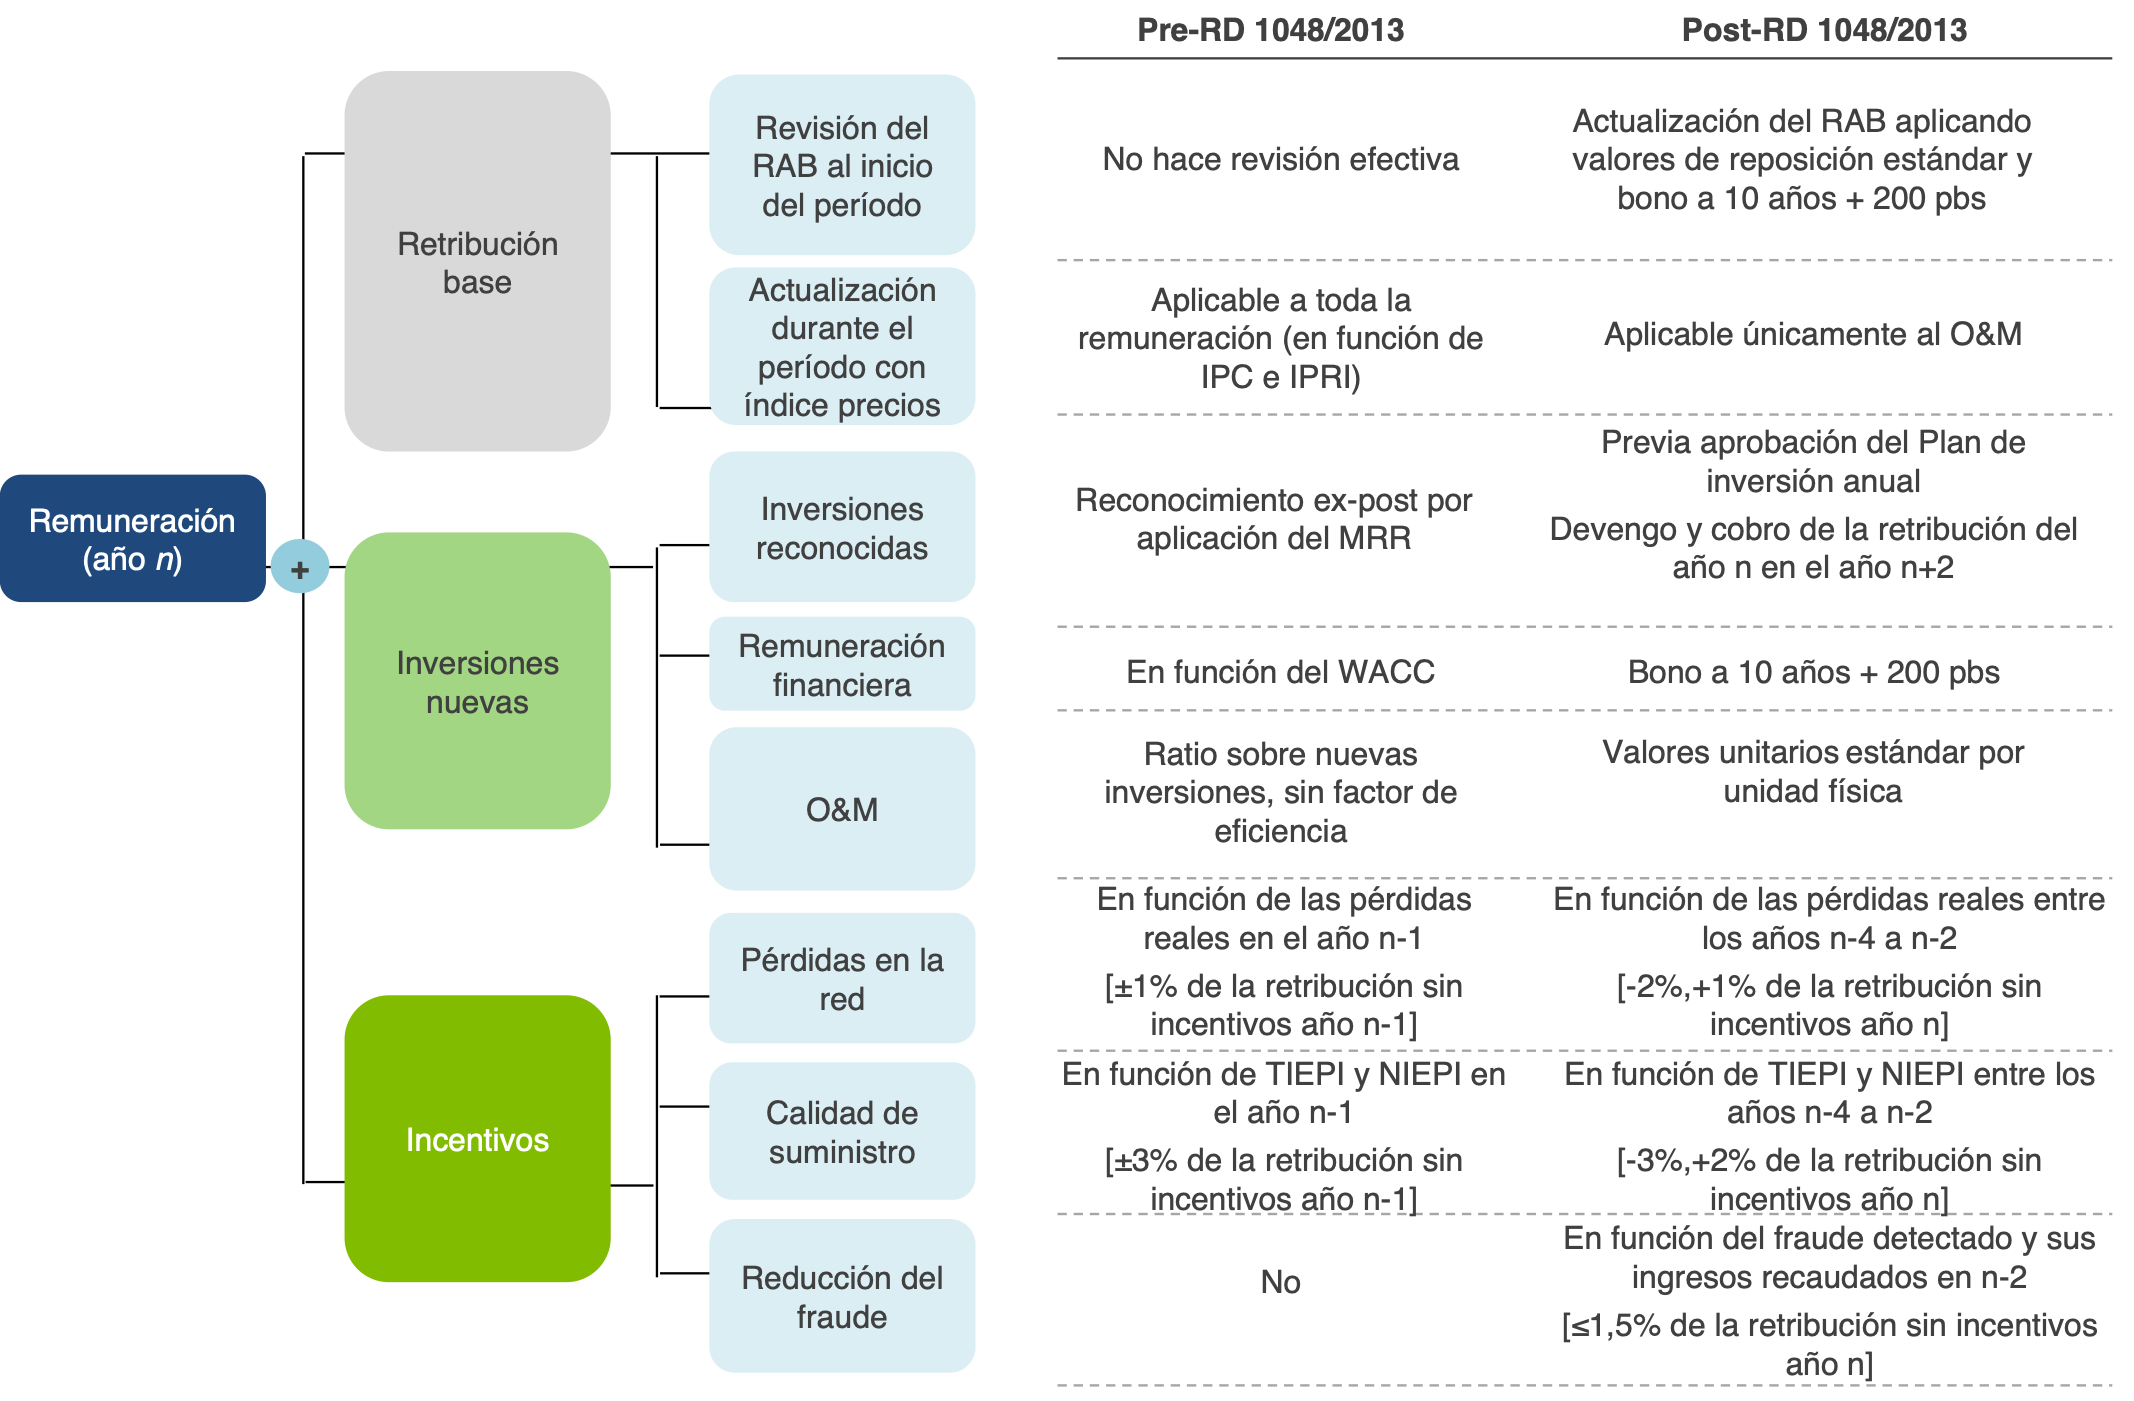 Pre-RD 1048/2013
Post-RD 1048/2013
Remuneración
(año n)
+
Retribución
base
Revisión del
RAB al inicio
del período
No hace revisión efectiva
Actualización del RAB aplicando
valores de reposición estándar y
bono a 10 años + 200 pbs
Actualización
durante el
período con
índice precios
Aplicable a toda la
remuneración (en función de
IPC e IPRI)
Aplicable únicamente al O&M
Inversiones
nuevas
Inversiones
reconocidas
Reconocimiento ex-post por
aplicación del MRR
Previa aprobación del Plan de
inversión anual
Devengo y cobro de la retribución del
año n en el año n+2
Remuneración
financiera
En función del WACC
Bono a 10 años + 200 pbs
O&M
Ratio sobre nuevas
inversiones, sin factor de
eficiencia
Valores unitarios estándar por
unidad física
Incentivos
Pérdidas en la
red
En función de las pérdidas
reales en el año n-1
[±1% de la retribución sin
incentivos año n-1]
En función de las pérdidas reales entre
los años n-4 a n-2
[-2%,+1% de la retribución sin
incentivos año n]
Calidad de
suministro
En función de TIEPI y NIEPI en
el año n-1
[±3% de la retribución sin
incentivos año n-1]
En función de TIEPI y NIEPI entre los
años n-4 a n-2
[-3%,+2% de la retribución sin
incentivos año n]
Reducción del
fraude
No
En función del fraude detectado y sus
ingresos recaudados en n-2
[≤1,5% de la retribución sin incentivos
año n]